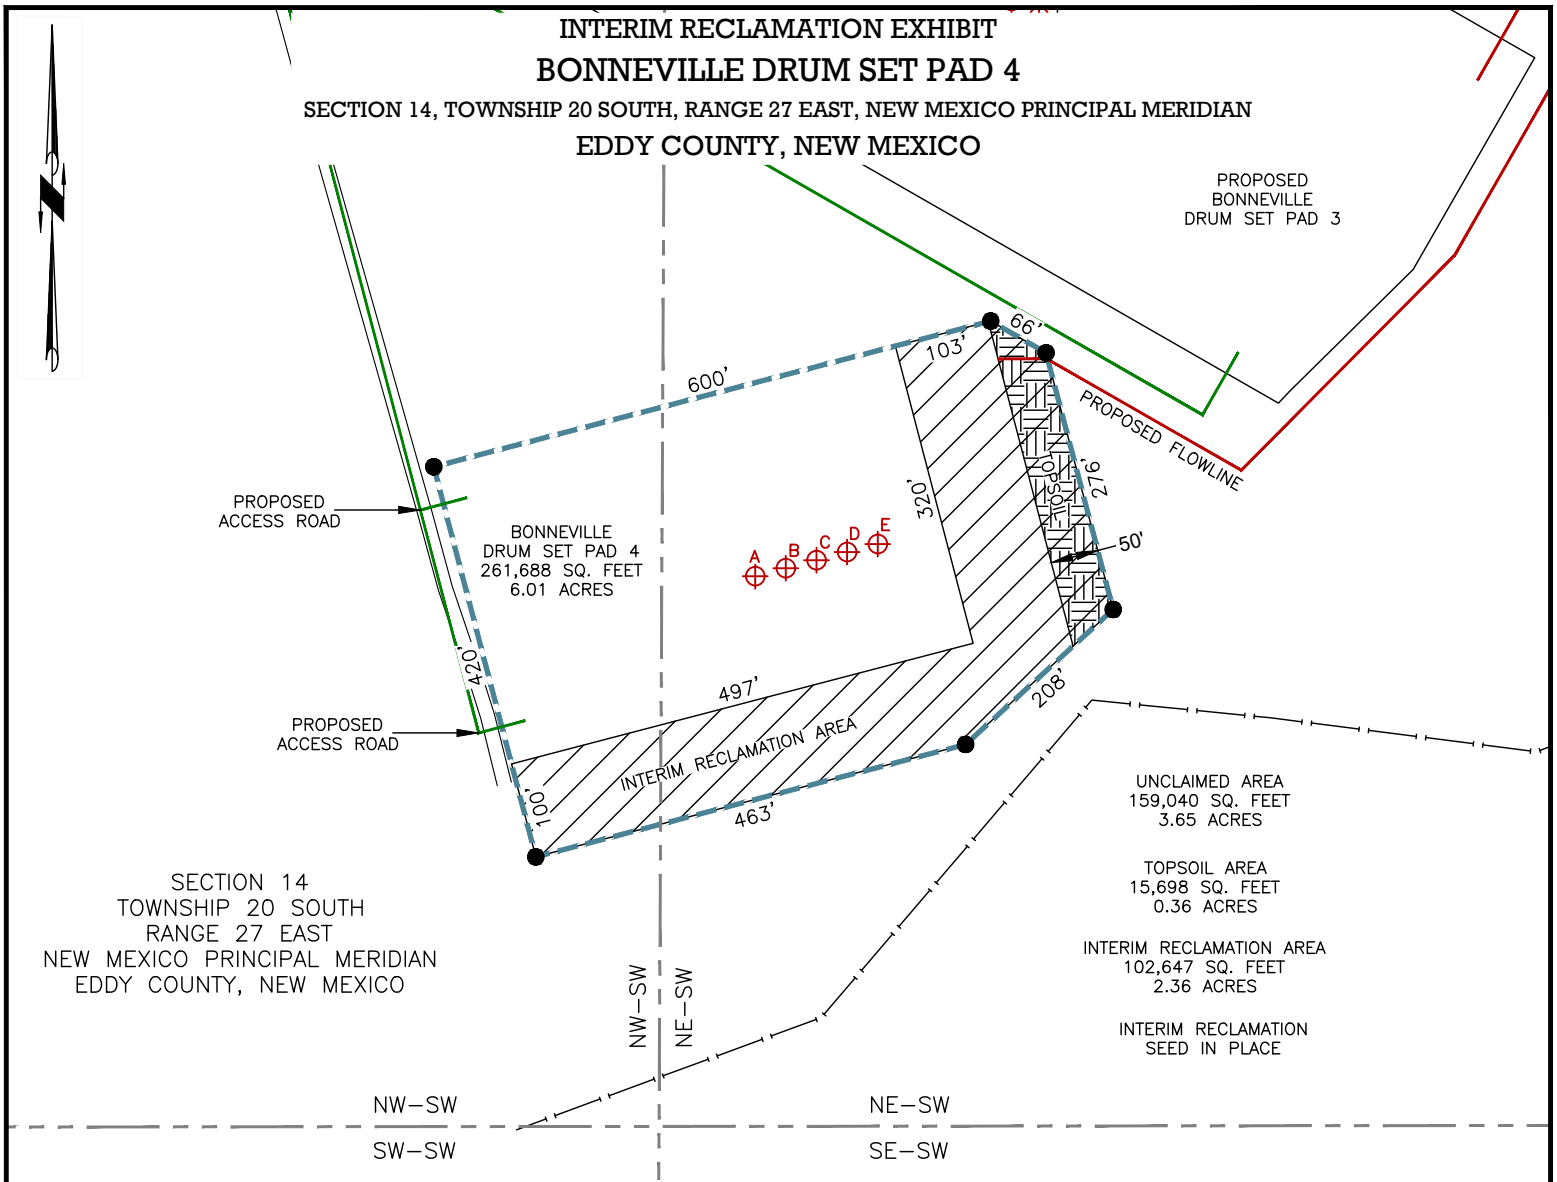 INTERIM RECLAMATION EXHIBIT
BONNEVILLE DRUM SET PAD 4
SECTION 14, TOWNSHIP 20 SOUTH, RANGE 27 EAST, NEW MEXICO PRINCIPAL MERIDIAN
EDDY COUNTY, NEW MEXICO
PROPOSED
BONNEVILLE
DRUM SET PAD 3
66'
103'
600'
PROPOSED FLOWLINE
276'
320'
TOPSOIL
50'
PROPOSED
ACCESS ROAD
BONNEVILLE
DRUM SET PAD 4
261,688 SQ. FEET
6.01 ACRES
A
B
C
D
E
420'
497'
208'
PROPOSED
ACCESS ROAD
INTERIM RECLAMATION AREA
100'
463'
UNCLAIMED AREA
159,040 SQ. FEET
3.65 ACRES
TOPSOIL AREA
15,698 SQ. FEET
0.36 ACRES
INTERIM RECLAMATION AREA
102,647 SQ. FEET
2.36 ACRES
INTERIM RECLAMATION
SEED IN PLACE
SECTION 14
TOWNSHIP 20 SOUTH
RANGE 27 EAST
NEW MEXICO PRINCIPAL MERIDIAN
EDDY COUNTY, NEW MEXICO
NW-SW
NE-SW
NW-SW
NE-SW
SW-SW
SE-SW